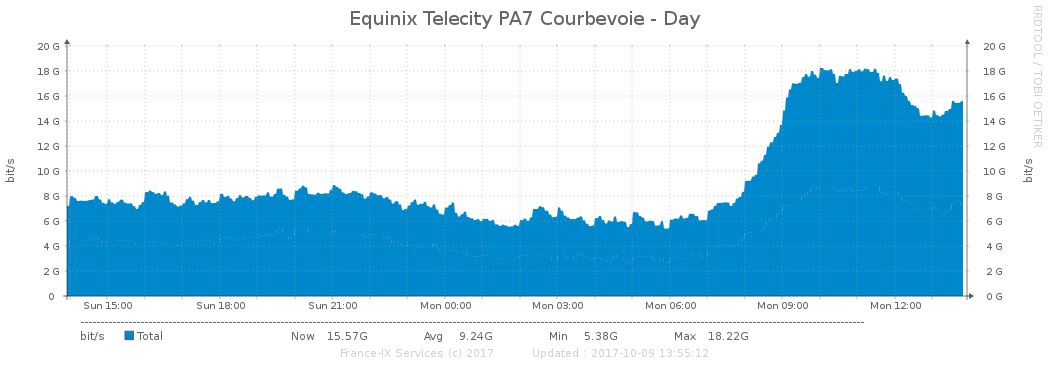 Equinix Telecity PA7 Courbevoie - Day
RRDTOOL / TOBI OETIKER
bit/s
20 G 20 G
18 G 18 G
16 G 16 G
14 G 14 G
12 G 12 G
10 G 10 G
8 G 8 G
6 G 6 G
4 G 4 G
2 G 2 G
0 0 G
bit/s
Sun 15:00 Sun 18:00 Sun 21:00 Mon 00:00 Mon 03:00 Mon 06:00 Mon 09:00 Mon 12:00
bit/s Total Now 15.57G Avg 9.24G Min 5.38G Max 18.22G
France-IX Services (c) 2017 Updated : 2017-10-09 13:55:12